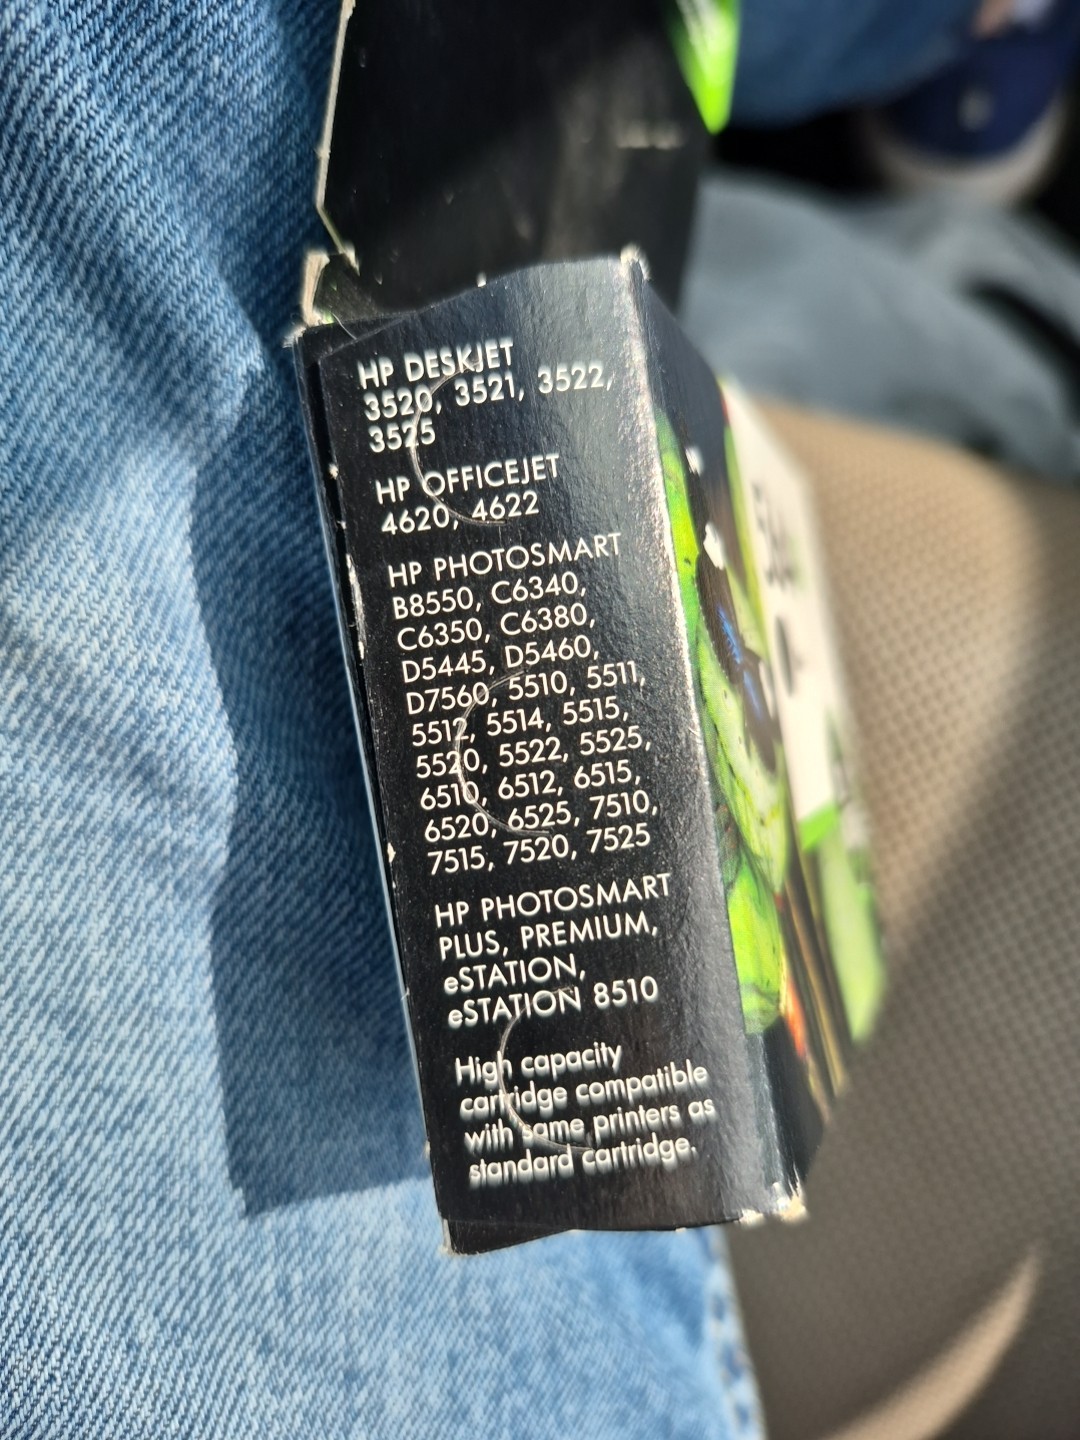 HP DESKJET
3520, 3521, 3522,
3525
HP OFFICEJET
4620, 4622
HP PHOTOSMART
B8550, C6340,
C6350, C6380,
D5445, D5460,
D7560, 5510, 5511,
5512, 5514, 5515,
5520, 5522, 5525,
6510, 6512, 6515,
6520, 6525, 7510,
7515, 7520, 7525
HP PHOTOSMART
PLUS, PREMIUM,
eSTATION,
eSTATION 8510
High capacity
cartridge compatible
with same printers as
standard cartridge.